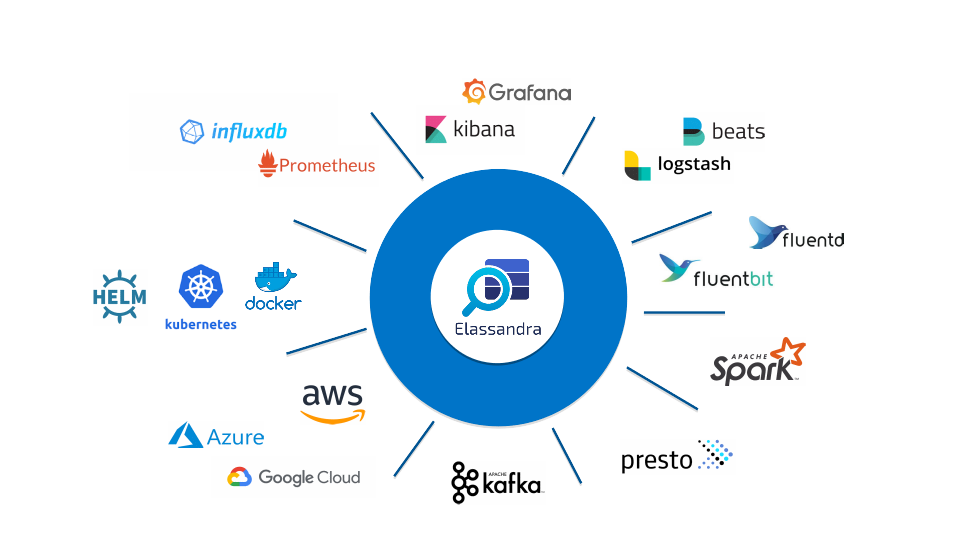 Grafana
kibana
influxdb
Prometheus
beats
logstash
fluentd
fluentbit
HELM
kubernetes
docker
Elassandra
APACHE
Spark
aws
Azure
Google Cloud
APACHE
kafka
presto